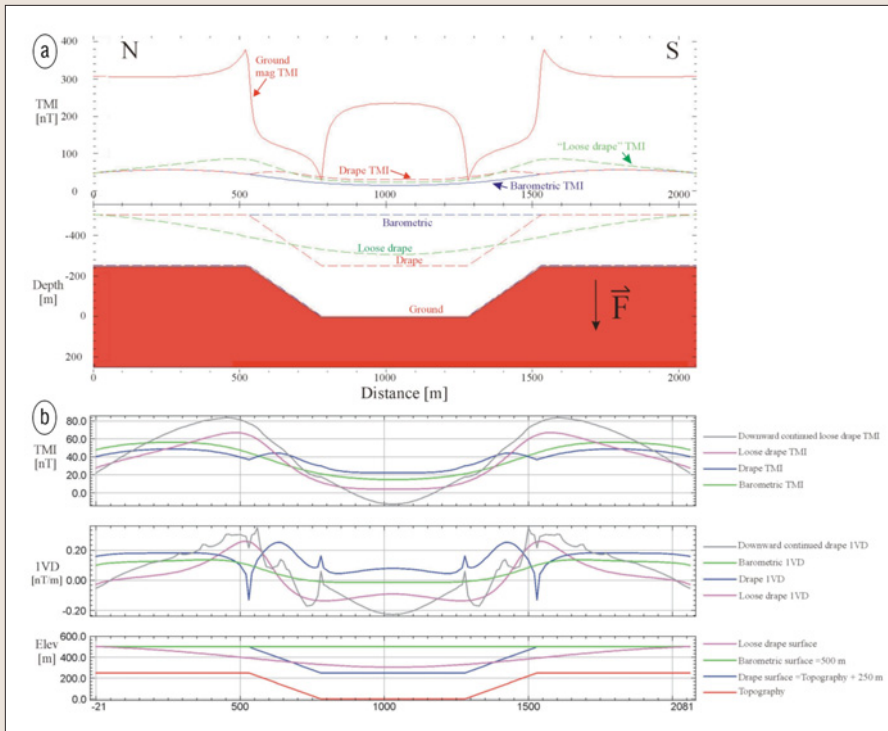 a
N
S
400
300
200
100
0
TMI
[nT]
Ground
mag TMI
"Loose drape" TMI
Drape TMI
Barometric TMI
0
500
1000
1500
2000
Barometric
Loose drape
Drape
Ground
F
-400
-200
0
200
Depth
[m]
0
500
1000
1500
2000
Distance [m]
b
TMI
[nT]
80.0
60.0
40.0
20.0
0.0
Downward continued loose drape TMI
Loose drape TMI
Drape TMI
Barometric TMI
1VD
[nT/m]
0.20
0.00
-0.20
Downward continued drape 1VD
Barometric 1VD
Drape 1VD
Loose drape 1VD
Elev
[m]
600.0
400.0
200.0
0.0
Loose drape surface
Barometric surface =500 m
Drape surface =Topography + 250 m
Topography
-21
500
1000
1500
2081